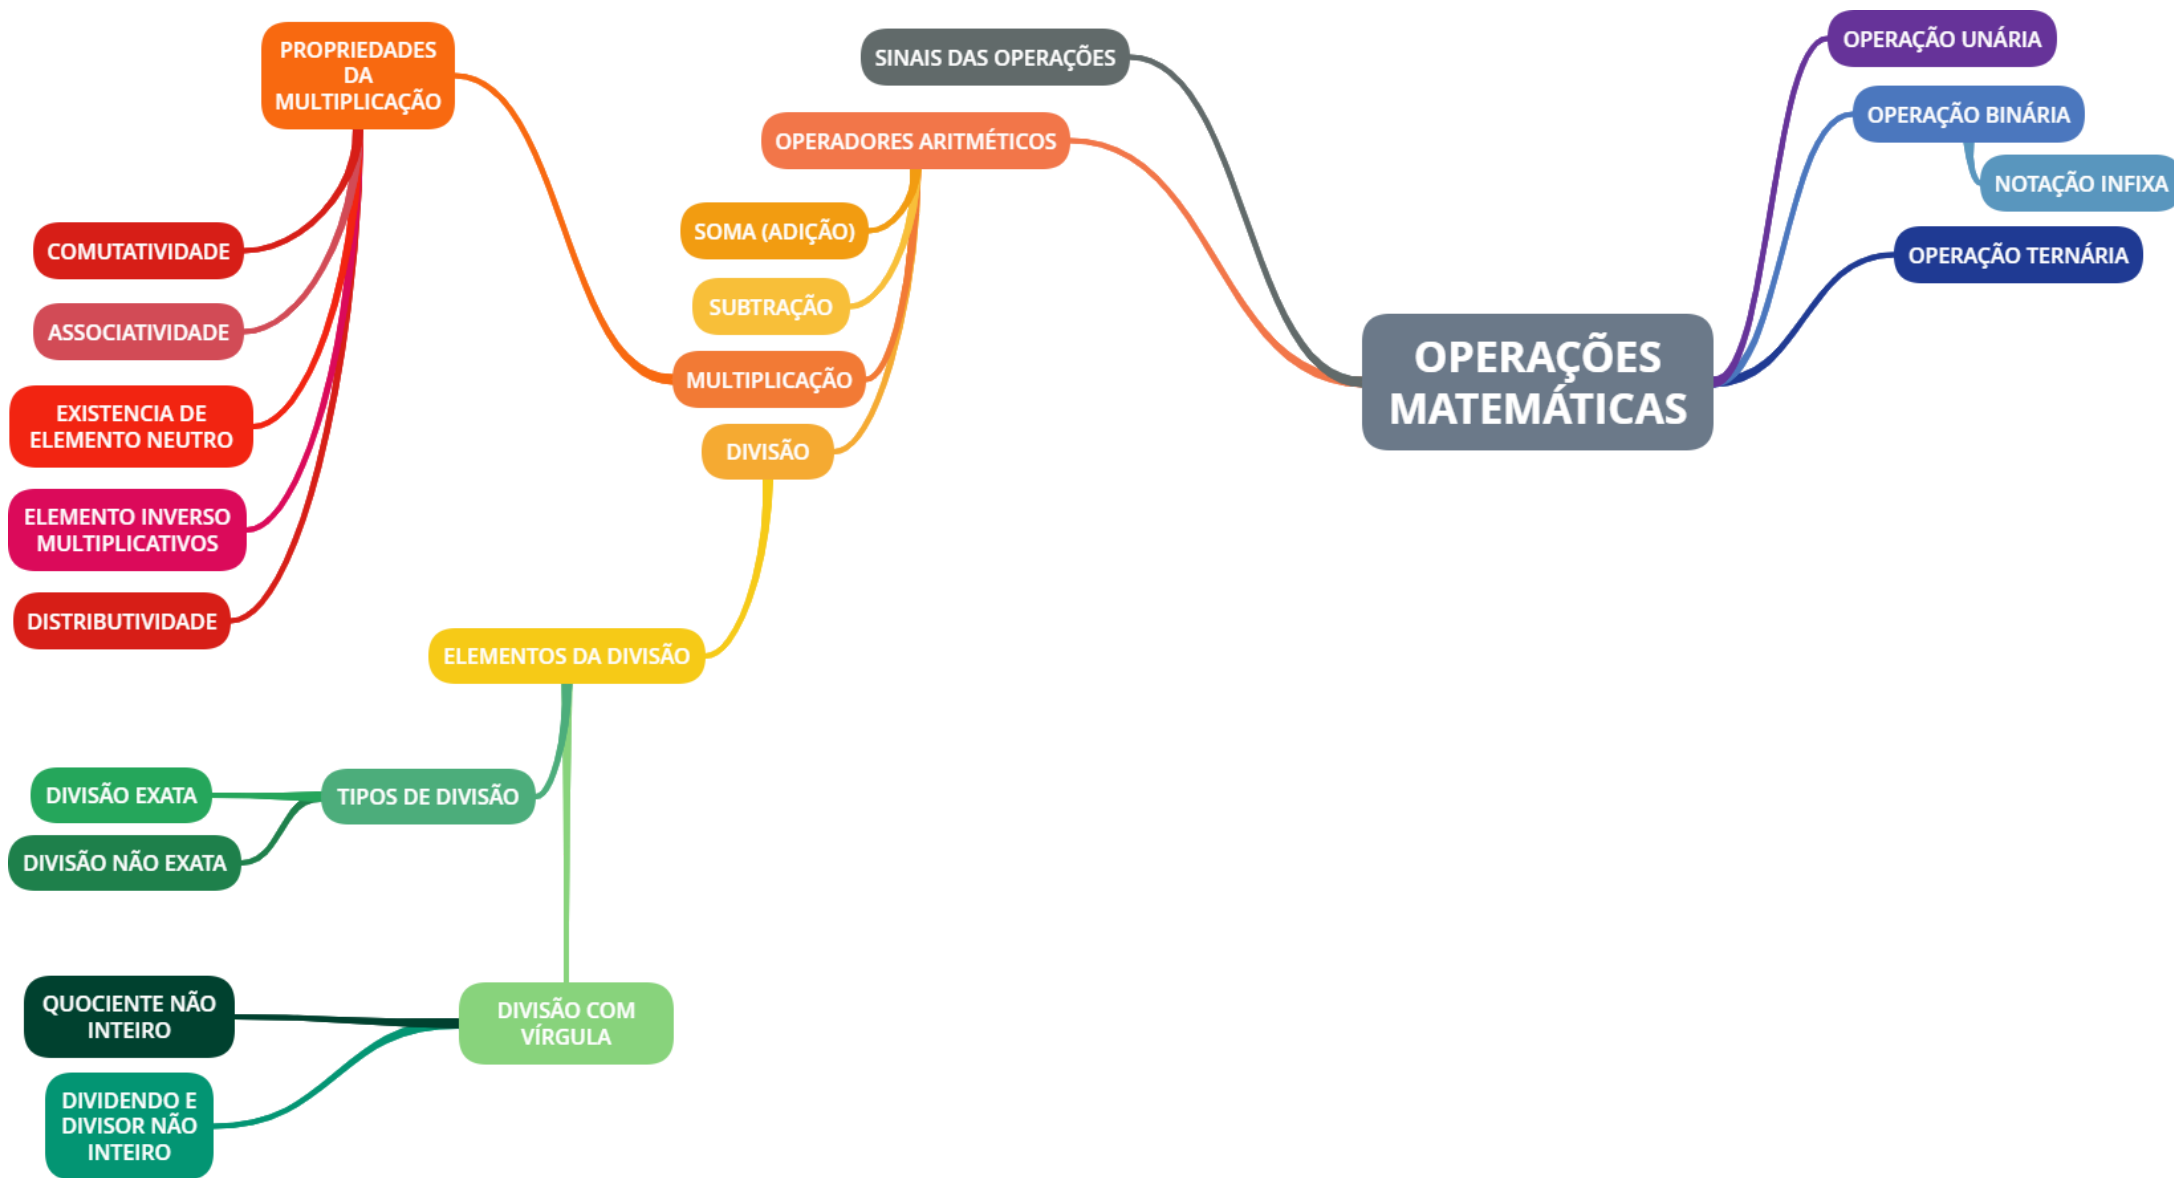 PROPRIEDADES
DA
MULTIPLICAÇÃO
COMUTATIVIDADE
ASSOCIATIVIDADE
EXISTENCIA DE
ELEMENTO NEUTRO
ELEMENTO INVERSO
MULTIPLICATIVOS
DISTRIBUTIVIDADE
SINAIS DAS OPERAÇÕES
OPERADORES ARITMÉTICOS
SOMA (ADIÇÃO)
SUBTRAÇÃO
MULTIPLICAÇÃO
DIVISÃO
ELEMENTOS DA DIVISÃO
TIPOS DE DIVISÃO
DIVISÃO EXATA
DIVISÃO NÃO EXATA
DIVISÃO COM
VÍRGULA
QUOCIENTE NÃO
INTEIRO
DIVIDENDO E
DIVISOR NÃO
INTEIRO
OPERAÇÕES
MATEMÁTICAS
OPERAÇÃO UNÁRIA
OPERAÇÃO BINÁRIA
NOTAÇÃO INFIXA
OPERAÇÃO TERNÁRIA